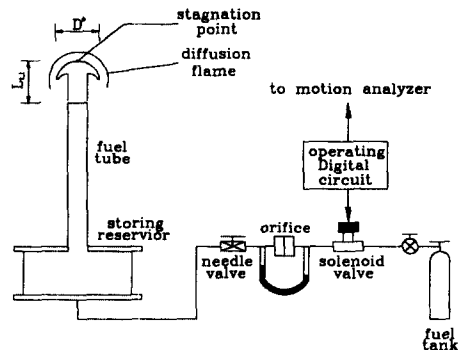 D*
stagnation
point
diffusion
flame
to motion analyzer
fuel
tube
operating
Digital
circuit
storing
reservior
orifice
needle
valve
solenoid
valve
fuel
tank